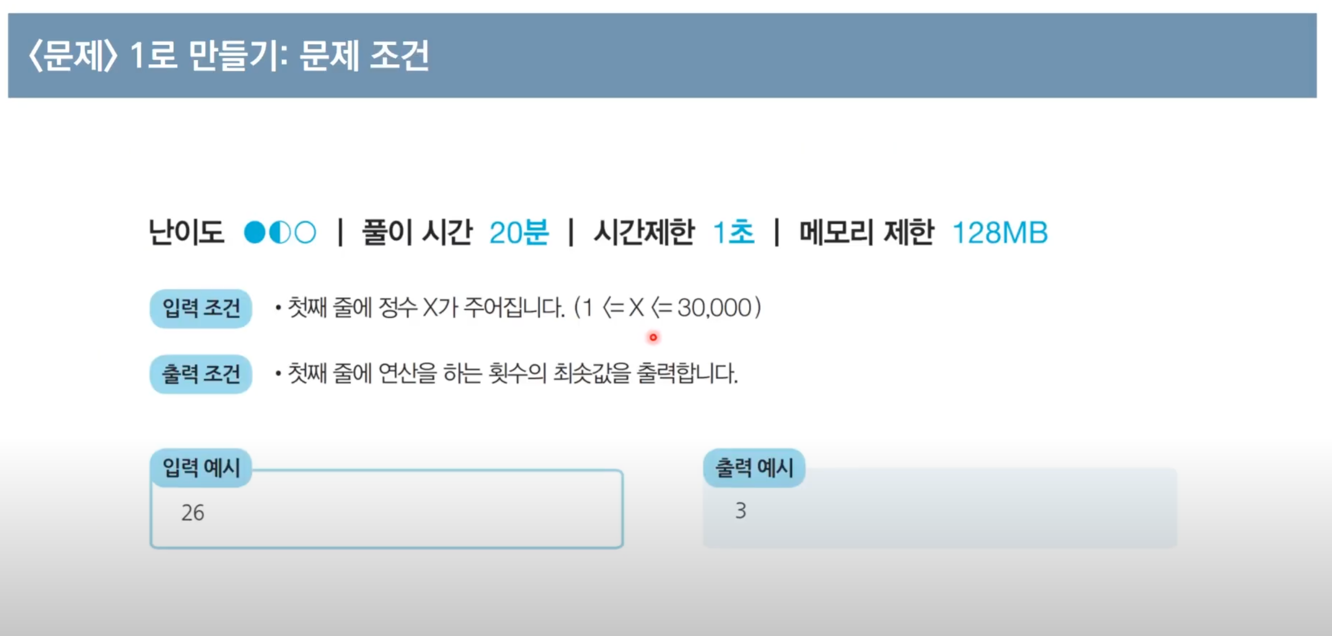 〈문제〉 1로 만들기: 문제 조건
난이도 ●◐○ | 풀이 시간 20분 | 시간제한 1초 | 메모리 제한 128MB
입력 조건 • 첫째 줄에 정수 X가 주어집니다. (1 <= X <= 30,000)
출력 조건 • 첫째 줄에 연산을 하는 횟수의 최솟값을 출력합니다.
입력 예시
26
출력 예시
3